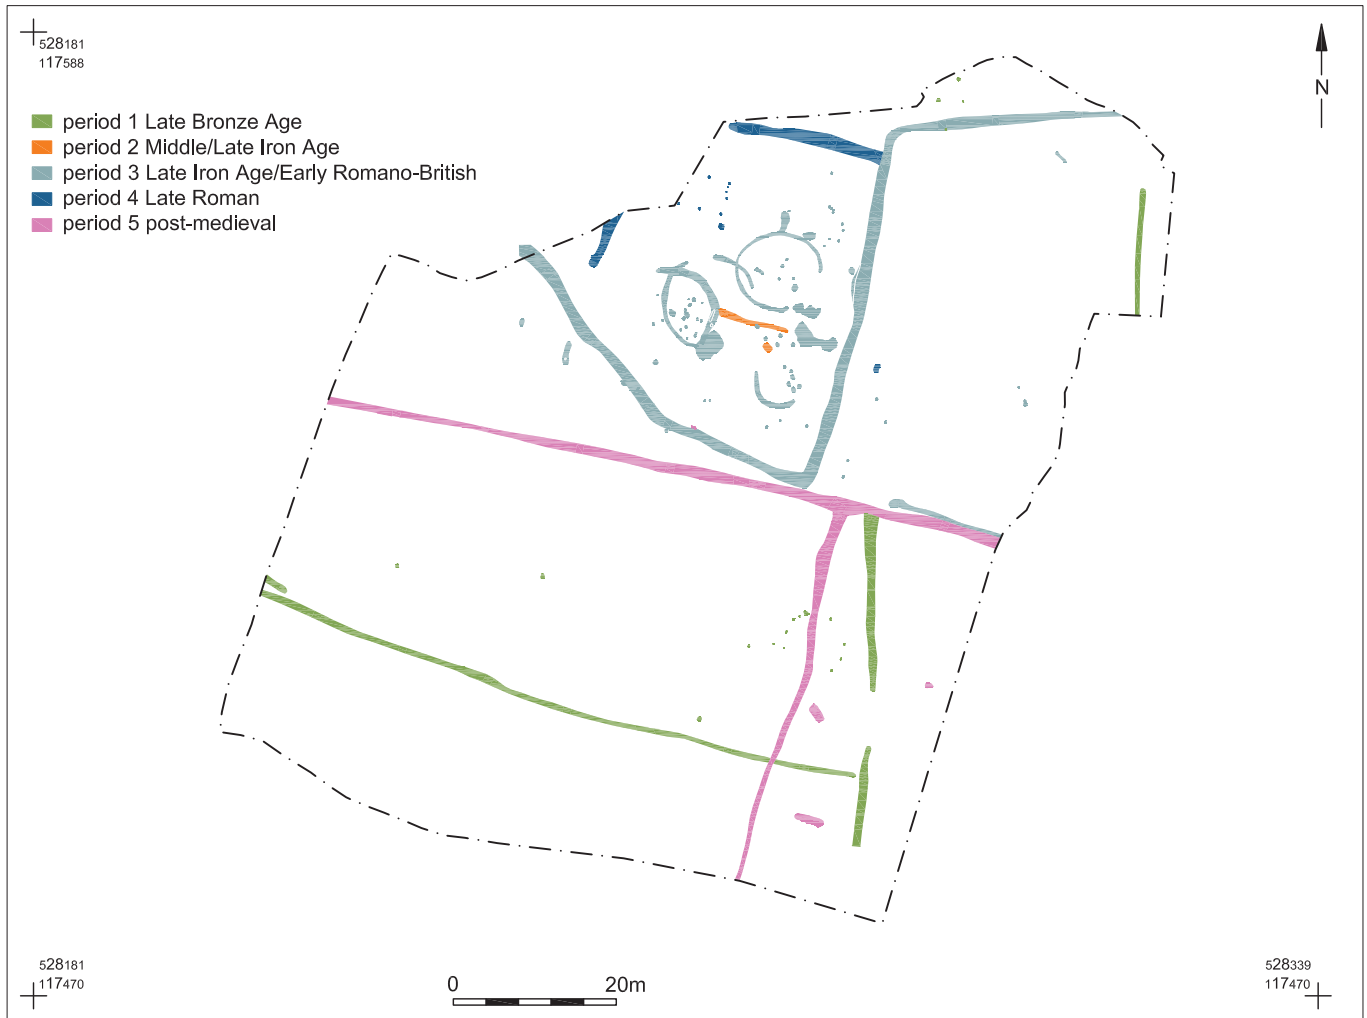 528181
117588
N
period 1 Late Bronze Age
period 2 Middle/Late Iron Age
period 3 Late Iron Age/Early Romano-British
period 4 Late Roman
period 5 post-medieval
528181
117470
0 20m
528339
117470